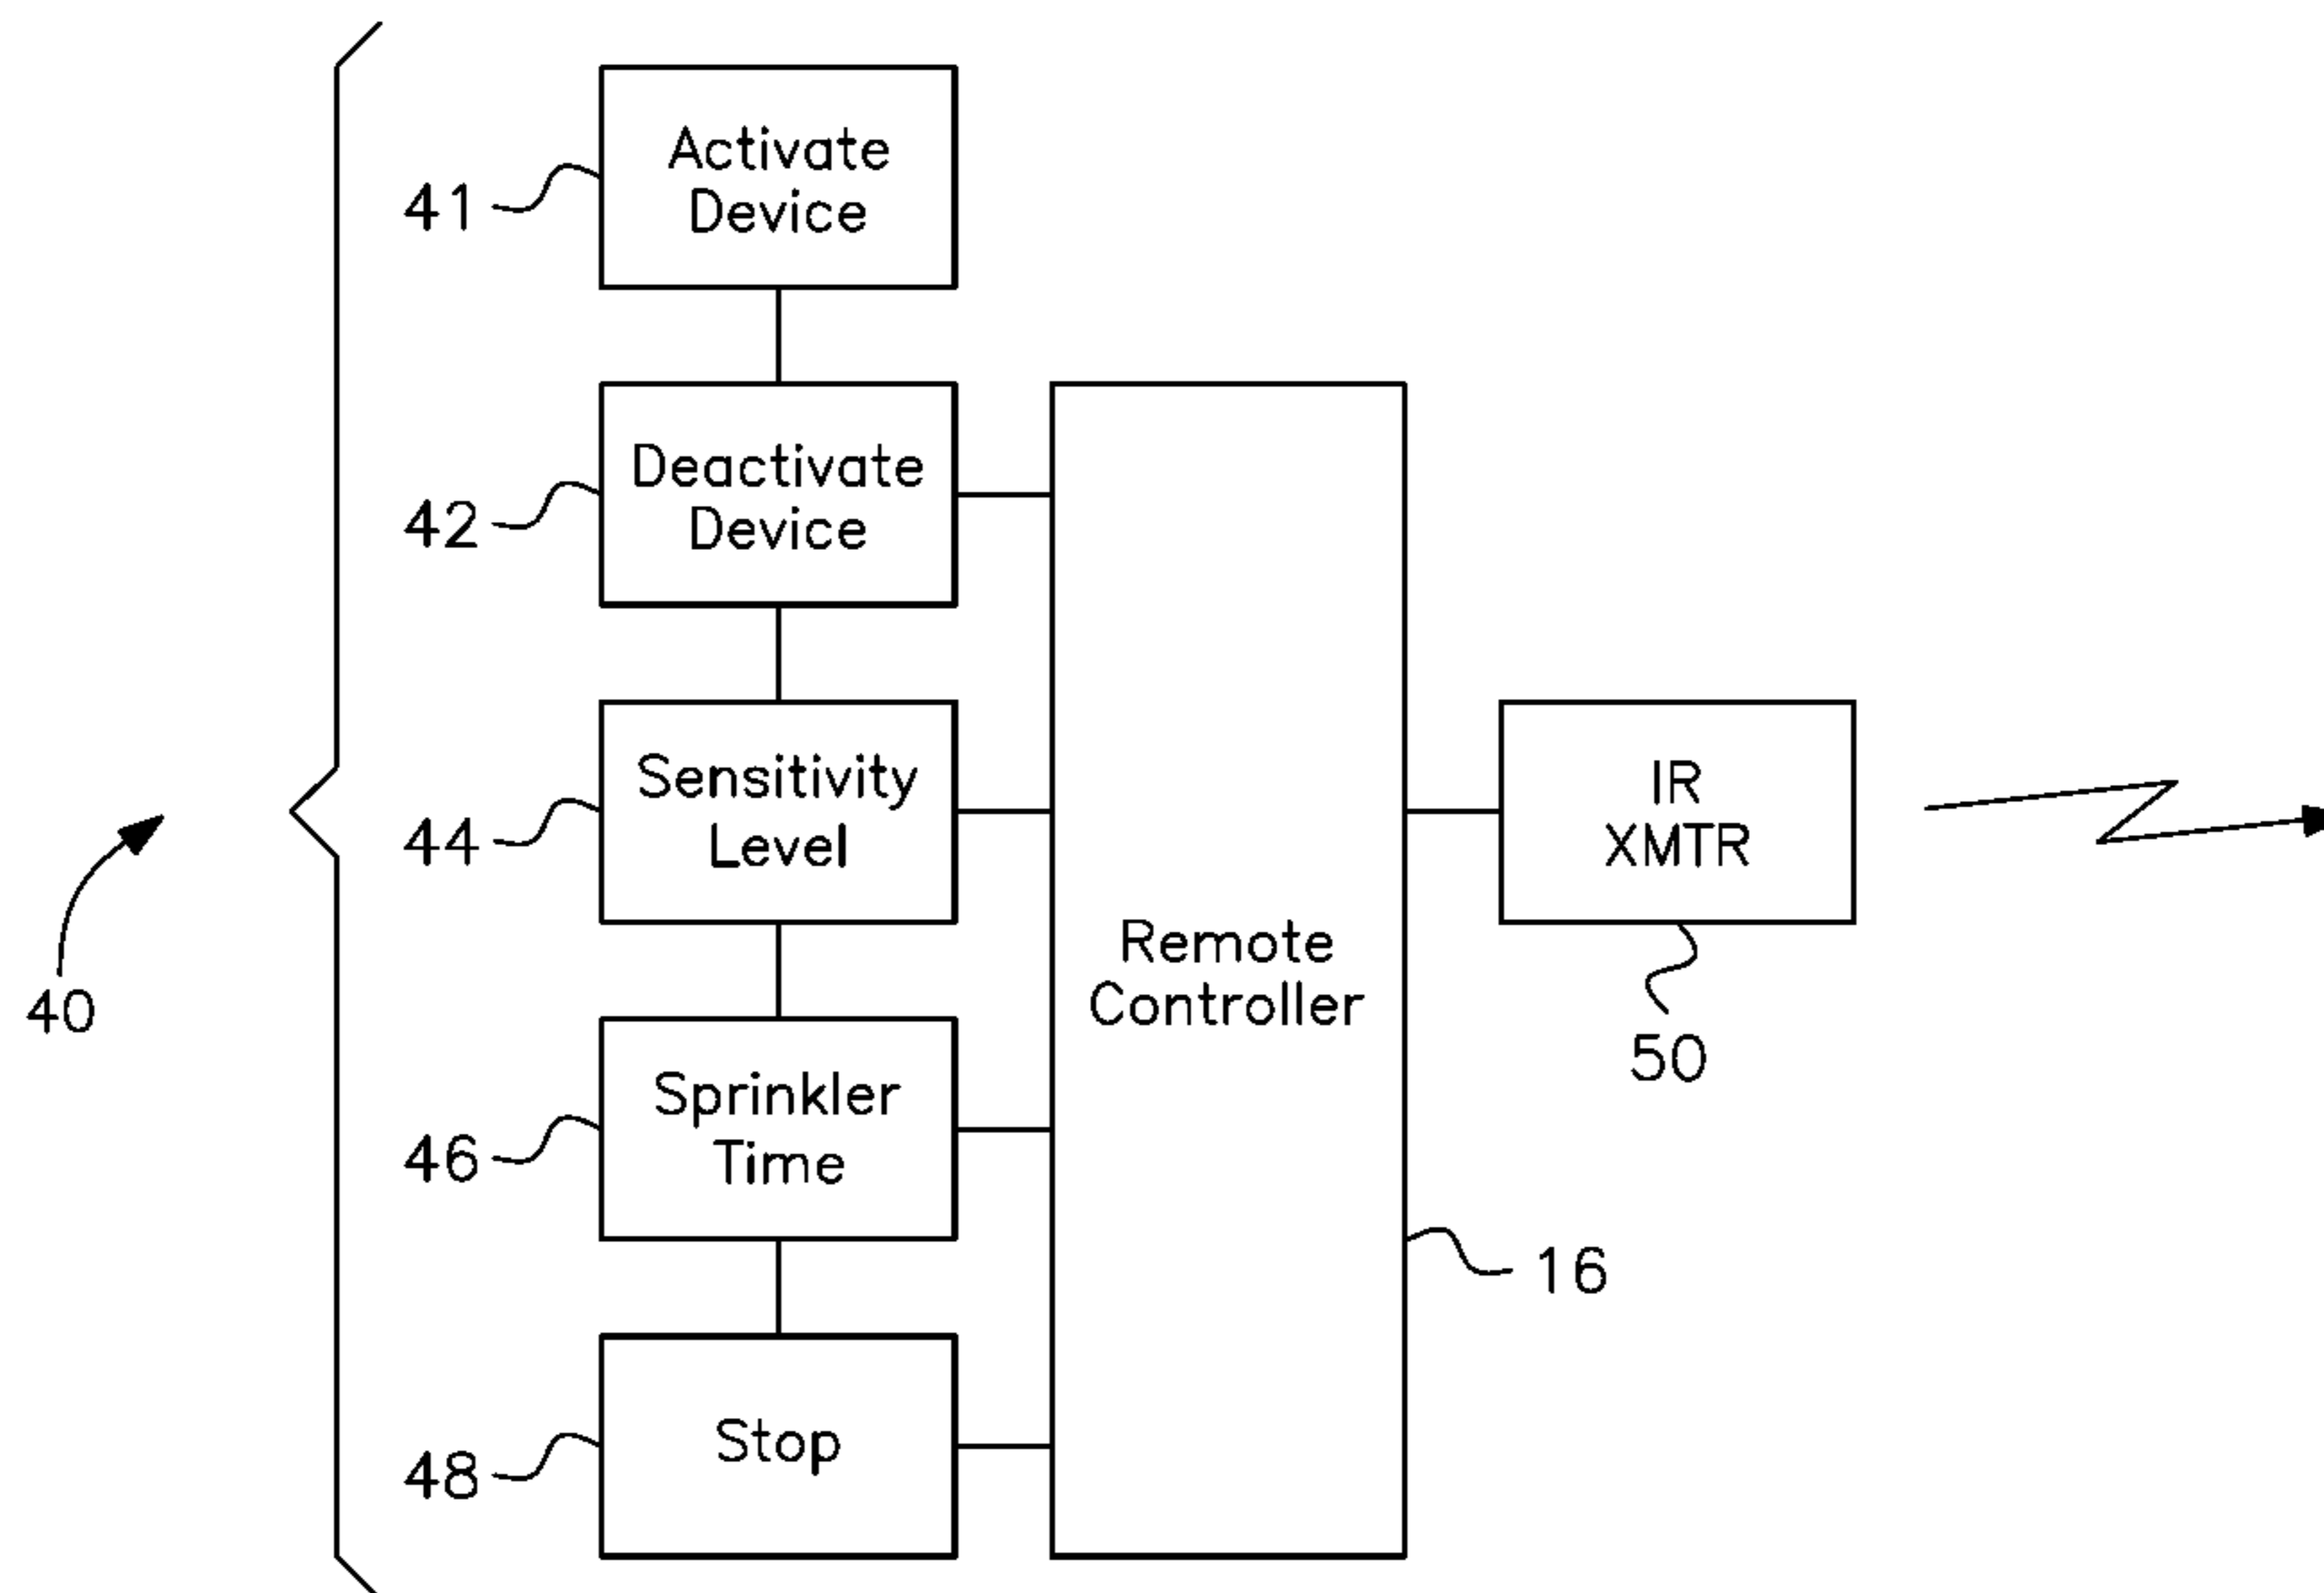 Activate
Device
41
Deactivate
Device
42
Sensitivity
Level
44
IR
XMTR
Remote
Controller
40
50
Sprinkler
Time
46
16
Stop
48